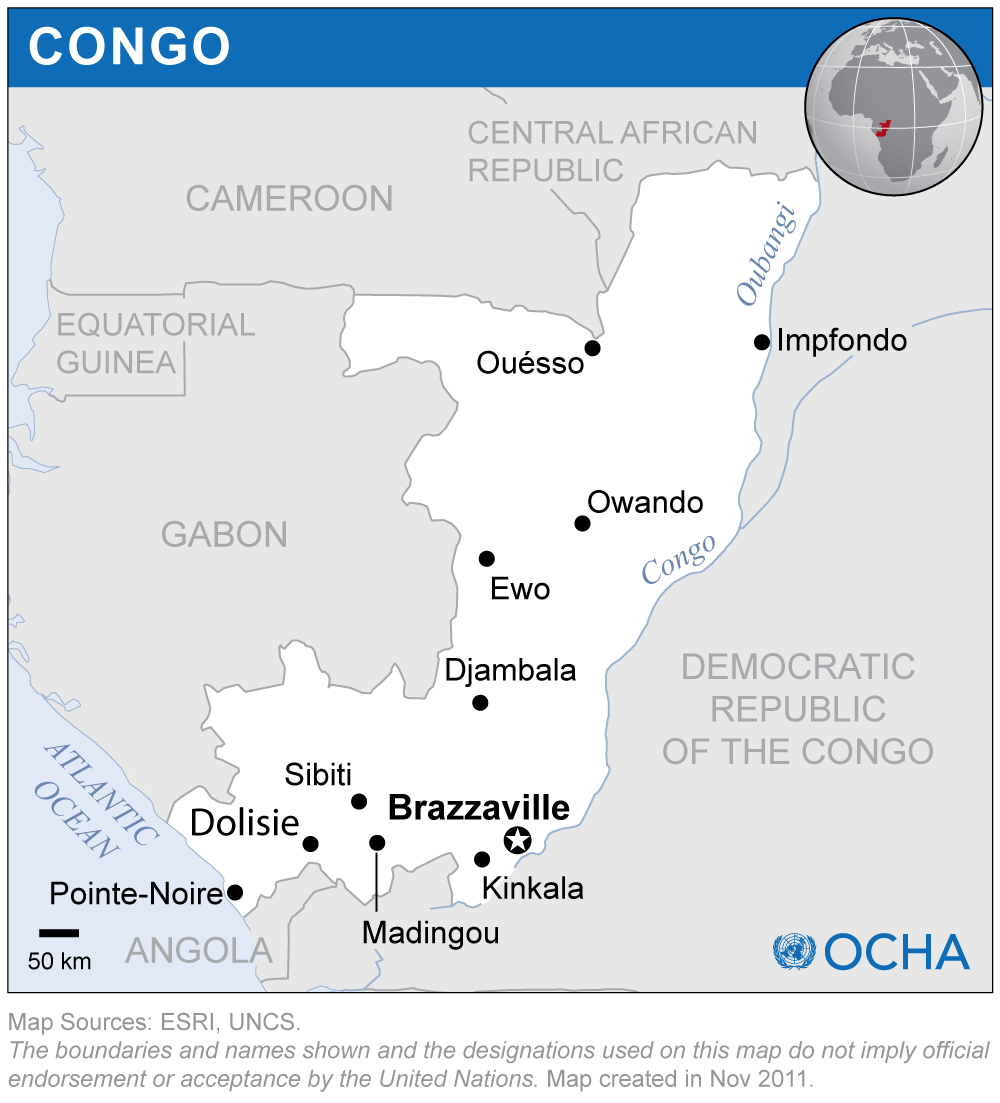 CONGO
CENTRAL AFRICAN
REPUBLIC
CAMEROON
Oubangi
EQUATORIAL
GUINEA
Ouésso
Impfondo
Owando
GABON
Congo
Ewo
Djambala
DEMOCRATIC
REPUBLIC
OF THE CONGO
ATLANTIC
OCEAN
Sibiti
Brazzaville
Dolisie
Pointe-Noire
Kinkala
Madingou
ANGOLA
50 km
OCHA
Map Sources: ESRI, UNCS.
The boundaries and names shown and the designations used on this map do not imply official
endorsement or acceptance by the United Nations. Map created in Nov 2011.